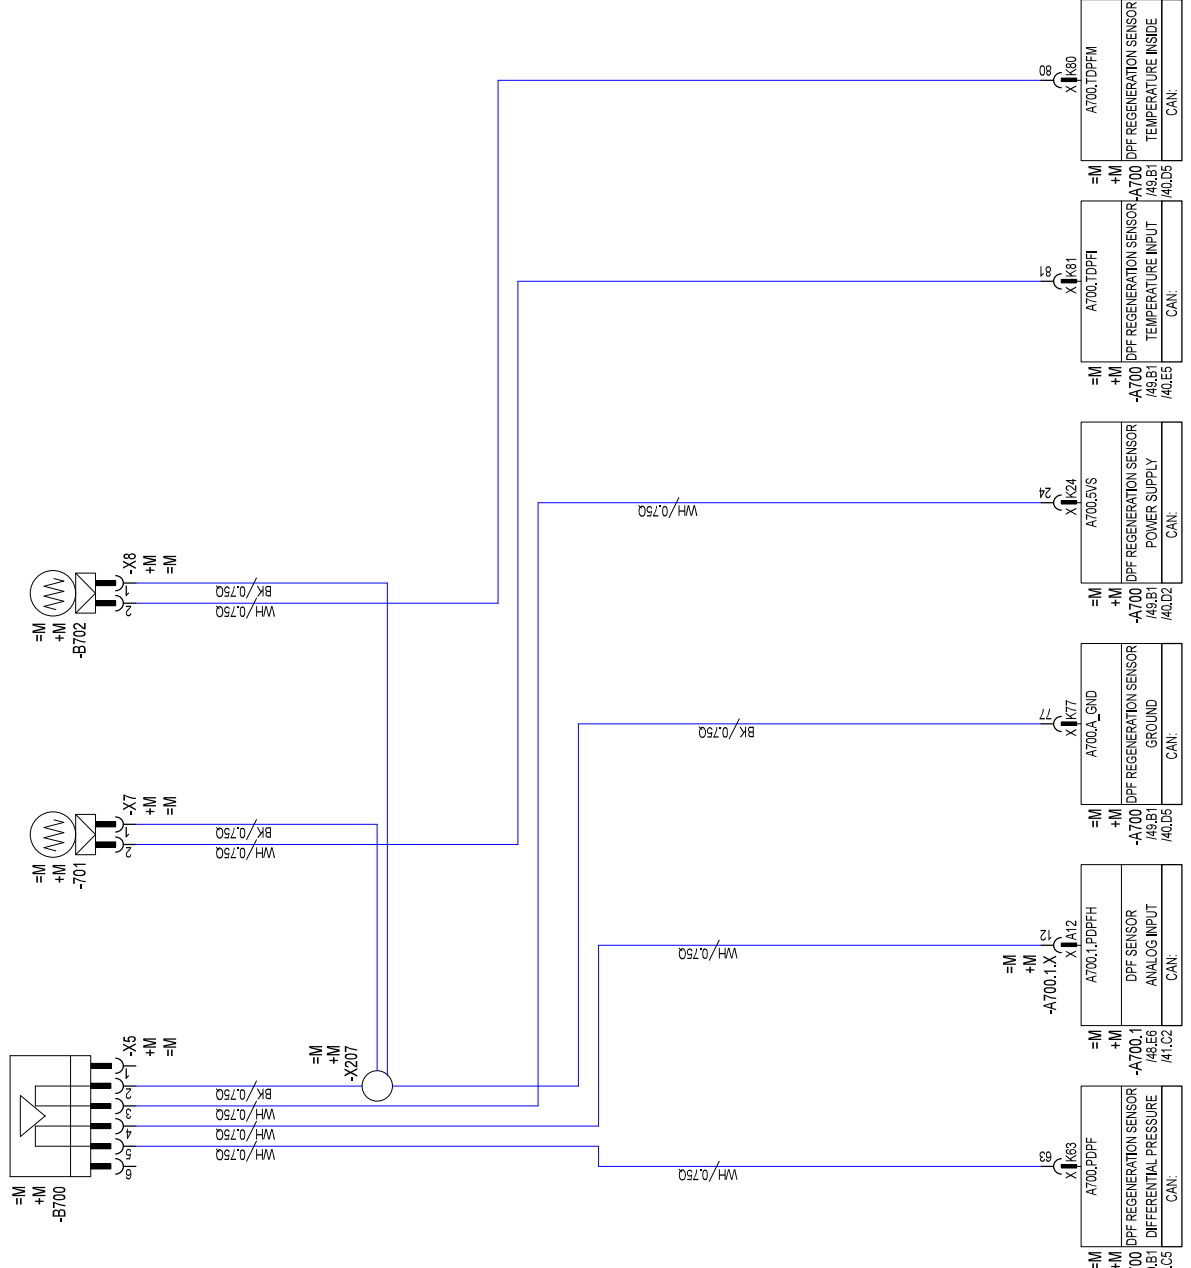 =M
+M
-B702
-X8
+M
=M
1
2
BK/0.75Q
WH/0.75Q
=M
+M
-701
-X7
+M
=M
1
2
BK/0.75Q
WH/0.75Q
=M
+M
-B700
-X5
+M
=M
1
2
3
4
5
6
BK/0.75Q
WH/0.75Q
WH/0.75Q
WH/0.75Q
=M
+M
-X207
WH/0.75Q
BK/0.75Q
WH/0.75Q
WH/0.75Q
80
X
K80
A700.TDPFM
DPF REGENERATION SENSOR
TEMPERATURE INSIDE
CAN:
=M
+M
-A700
/49.B1
/40.D5
81
X
K81
A700.TDPFI
DPF REGENERATION SENSOR
TEMPERATURE INPUT
CAN:
=M
+M
-A700
/49.B1
/40.E5
24
X
K24
A700.5VS
DPF REGENERATION SENSOR
POWER SUPPLY
CAN:
=M
+M
-A700
/49.B1
/40.D2
77
X
K77
A700.A_GND
DPF REGENERATION SENSOR
GROUND
CAN:
=M
+M
-A700
/49.B1
/40.D5
=M
+M
-A700.1.X
12
X
A12
A700.1.PDPFH
DPF SENSOR
ANALOG INPUT
CAN:
=M
+M
-A700.1
/48.E6
/41.C2
63
X
K63
A700.PDPF
DPF REGENERATION SENSOR
DIFFERENTIAL PRESSURE
CAN:
=M
+M